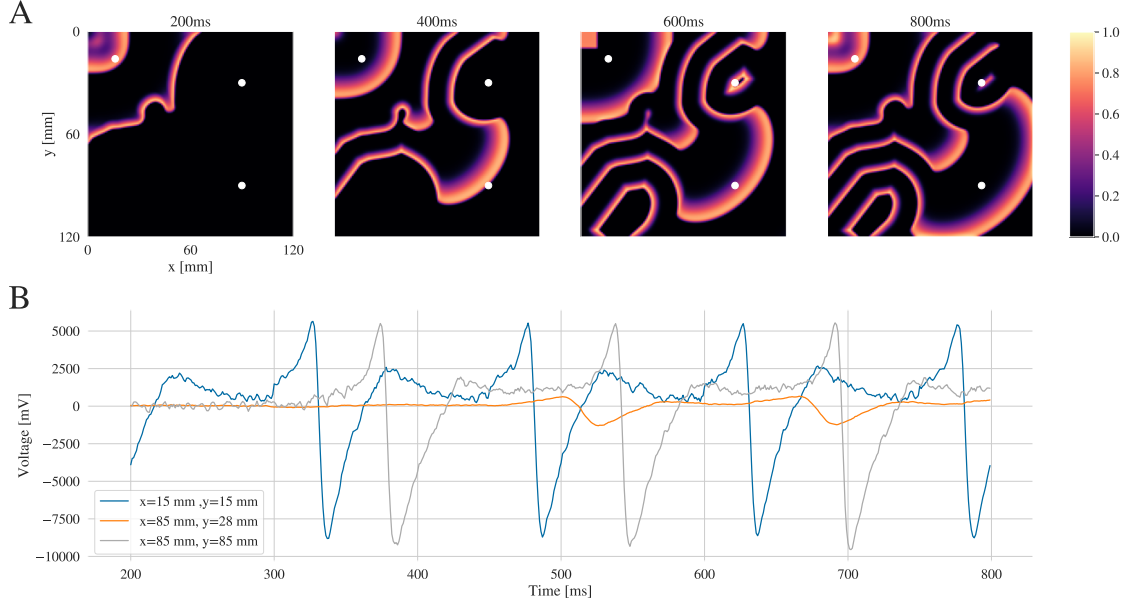 A
200ms 400ms 600ms 800ms
0
60
120
y [mm]
0 60 120
x [mm]
1.0
0.8
0.6
0.4
0.2
0.0
B
5000
2500
0
−2500
−5000
−7500
−10000
Voltage [mV]
x=15 mm ,y=15 mm
x=85 mm, y=28 mm
x=85 mm, y=85 mm
200 300 400 500 600 700 800
Time [ms]